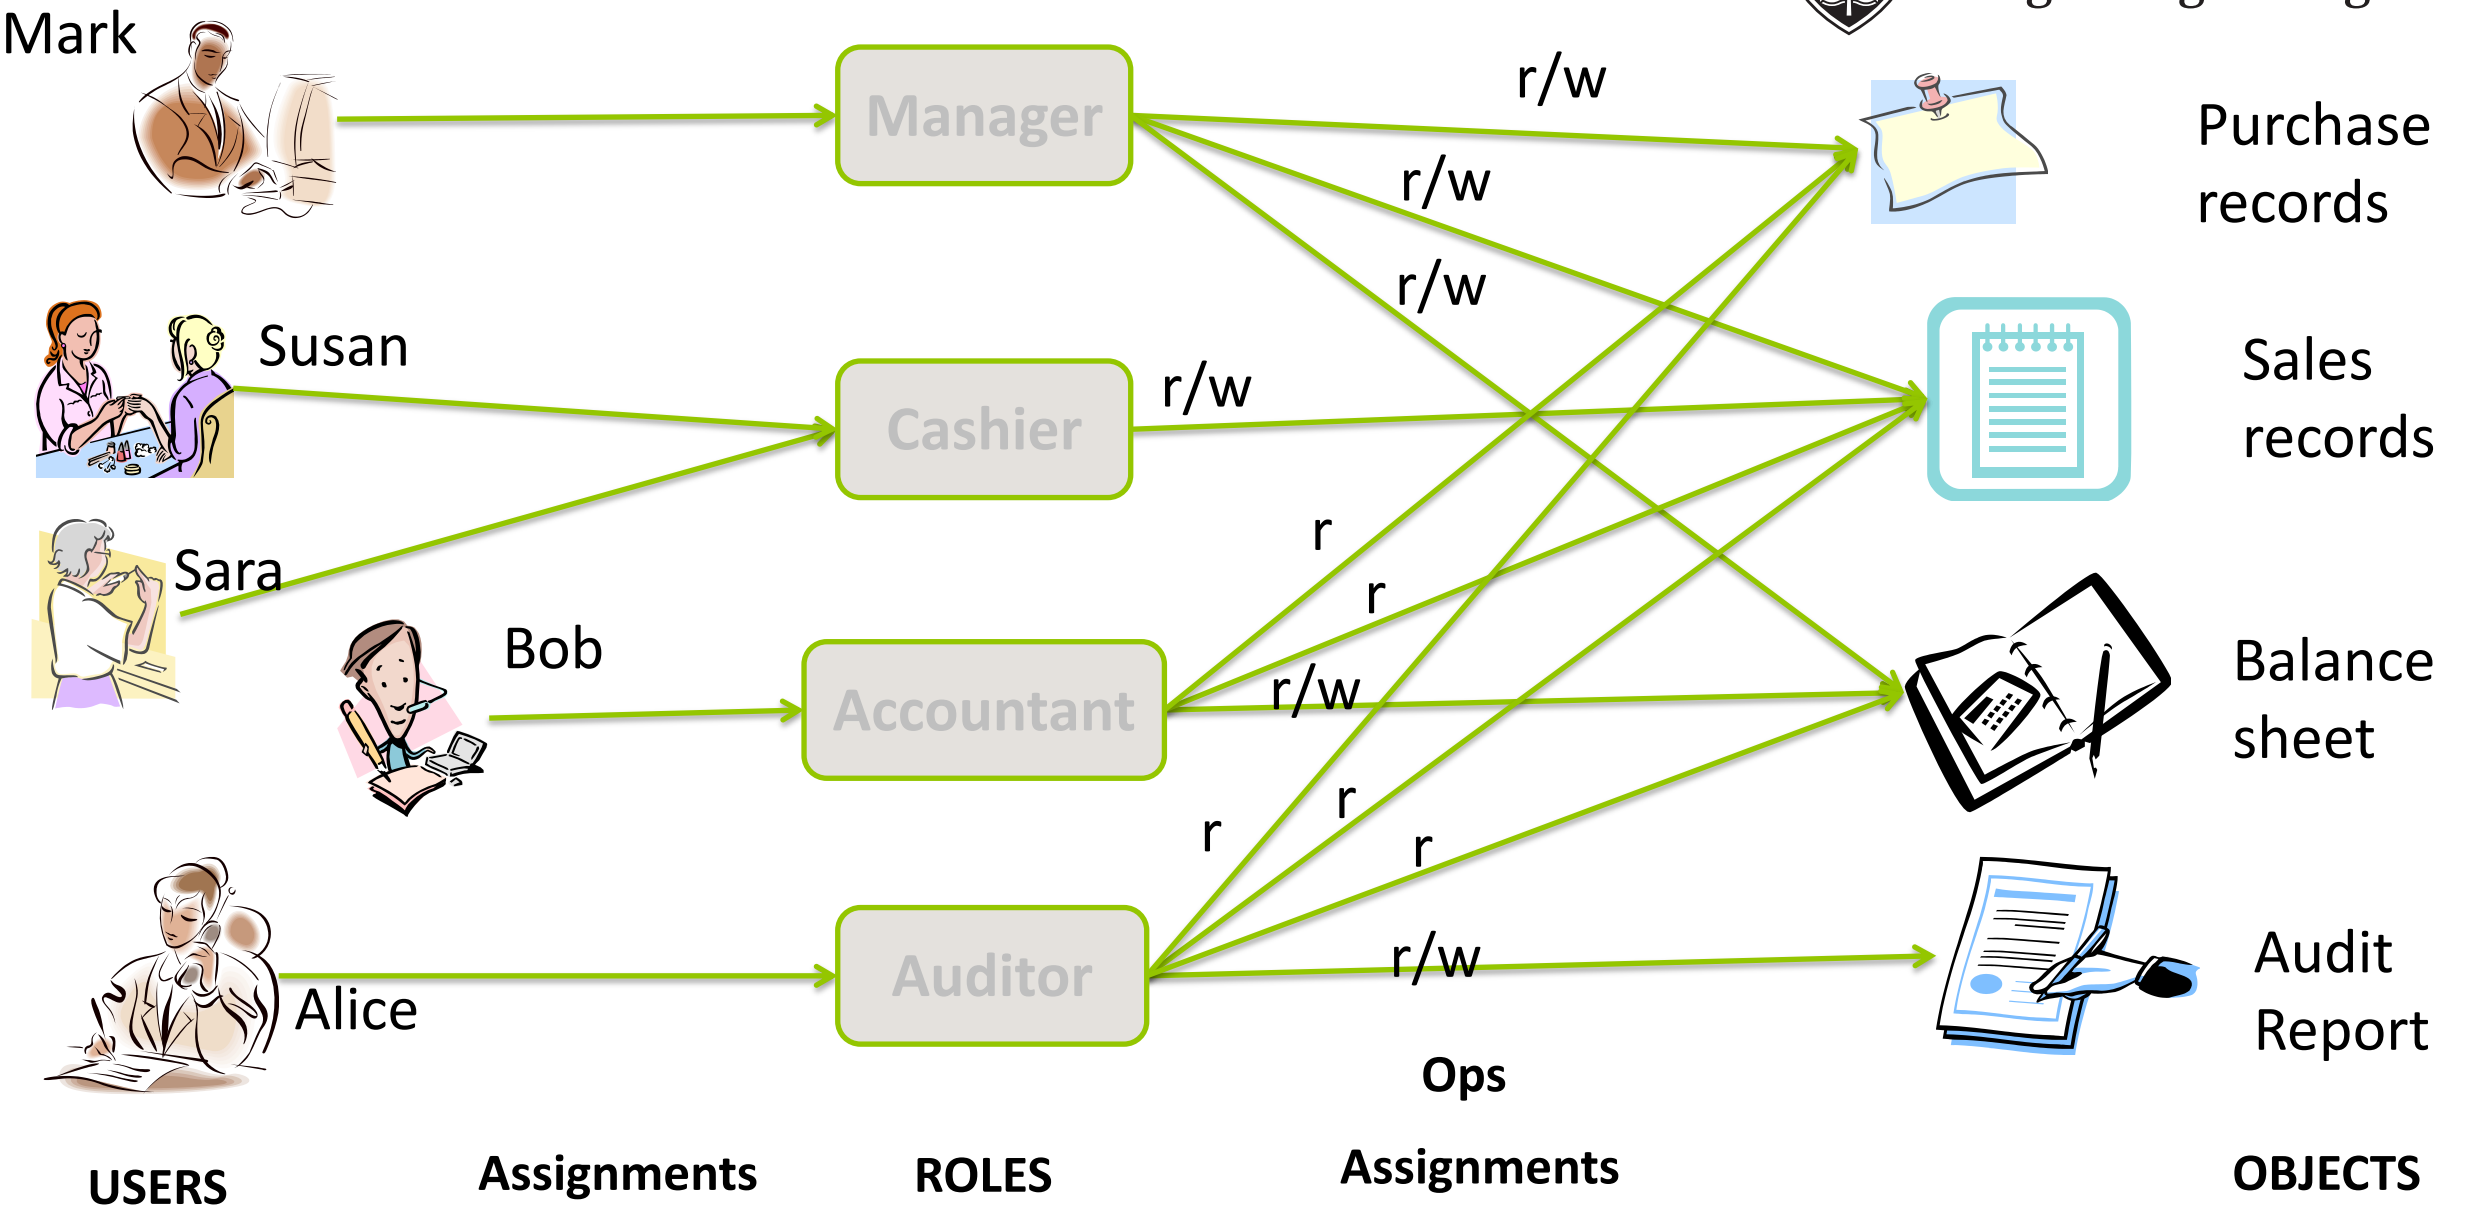 Mark
Manager
r/w
Purchase
records
r/w
r/w
Susan
Cashier
r/w
Sales
records
Sara
r
r
Bob
Accountant
r/w
Balance
sheet
r
r
r
Alice
Auditor
r/w
Audit
Report
Ops
USERS
Assignments
ROLES
Assignments
OBJECTS